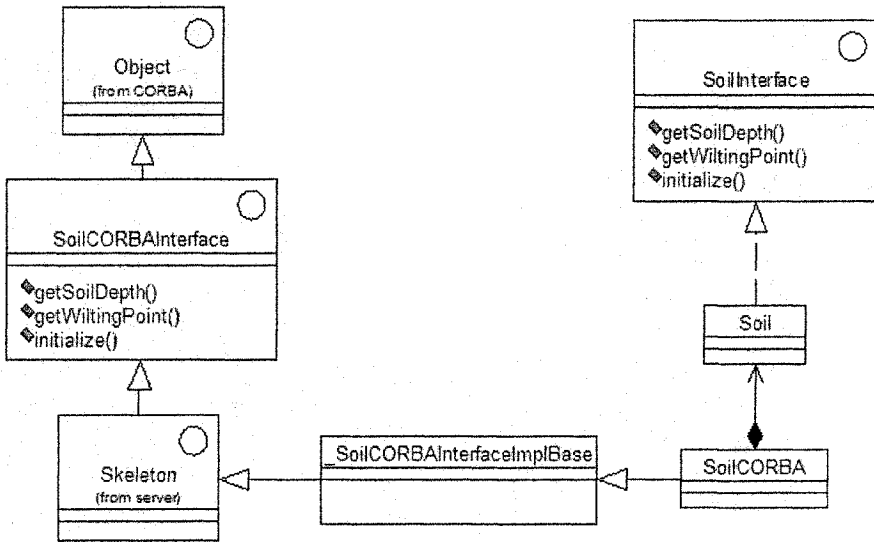 Object
(from CORBA)
SoilCORBAInterface
getSoilDepth()
getWiltingPoint()
initialize()
Skeleton
(from server)
_SoilCORBAInterfaceImplBase
SoilInterface
getSoilDepth()
getWiltingPoint()
initialize()
Soil
SoilCORBA